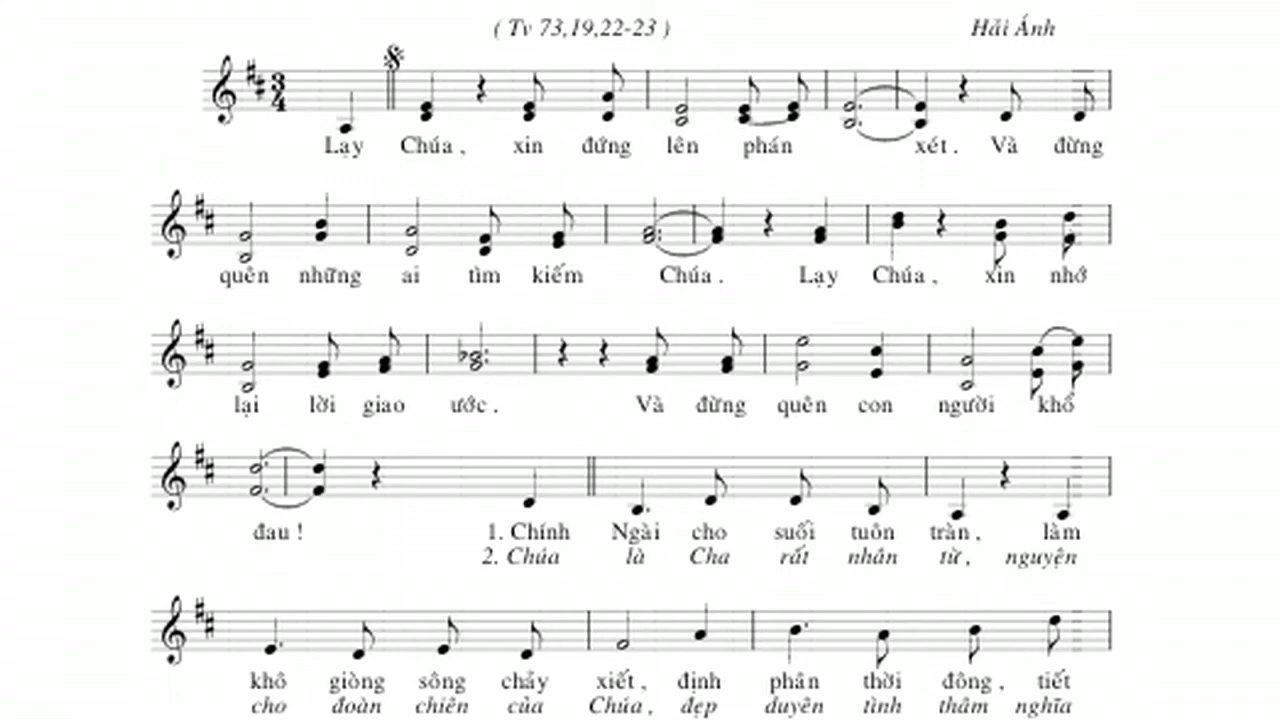 ( Tv 73,19,22-23 ) Hải Ánh
3 4
Lạy Chúa , xin đứng lên phán xét . Và đừng
quên những ai tìm kiếm Chúa . Lạy Chúa , xin nhớ
lại lời giao ước . Và đừng quên con người khổ
đau ! 1. Chính Ngài cho suối tuôn tràn , làm
2. Chúa là Cha rất nhân từ , nguyện
khô giòng sông chảy xiết , định phân thời đông , tiết
cho đoàn chiên của Chúa , đẹp duyên tình thâm nghĩa